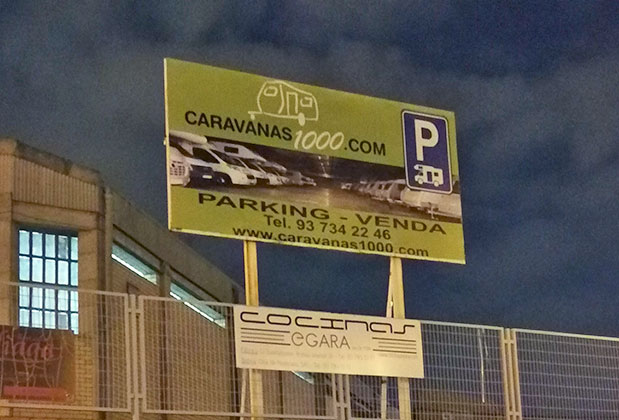 CARAVANAS1000.COM
P
PARKING - VENDA
Tel. 93 734 22 46
www.caravanas1000.com
COCINAS
eGARA